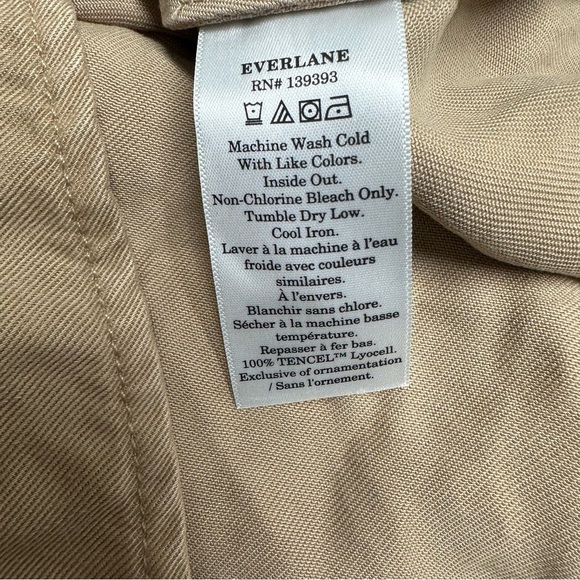 EVERLANE
RN# 139393
Machine Wash Cold
With Like Colors.
Inside Out.
Non-Chlorine Bleach Only.
Tumble Dry Low.
Cool Iron.
Laver à la machine à l'eau
froide avec couleurs
similaires.
À l'envers.
Blanchir sans chlore.
Sécher à la machine basse
température.
Repasser à fer bas.
100% TENCEL™ Lyocell.
Exclusive of ornamentation
/ Sans l'ornement.